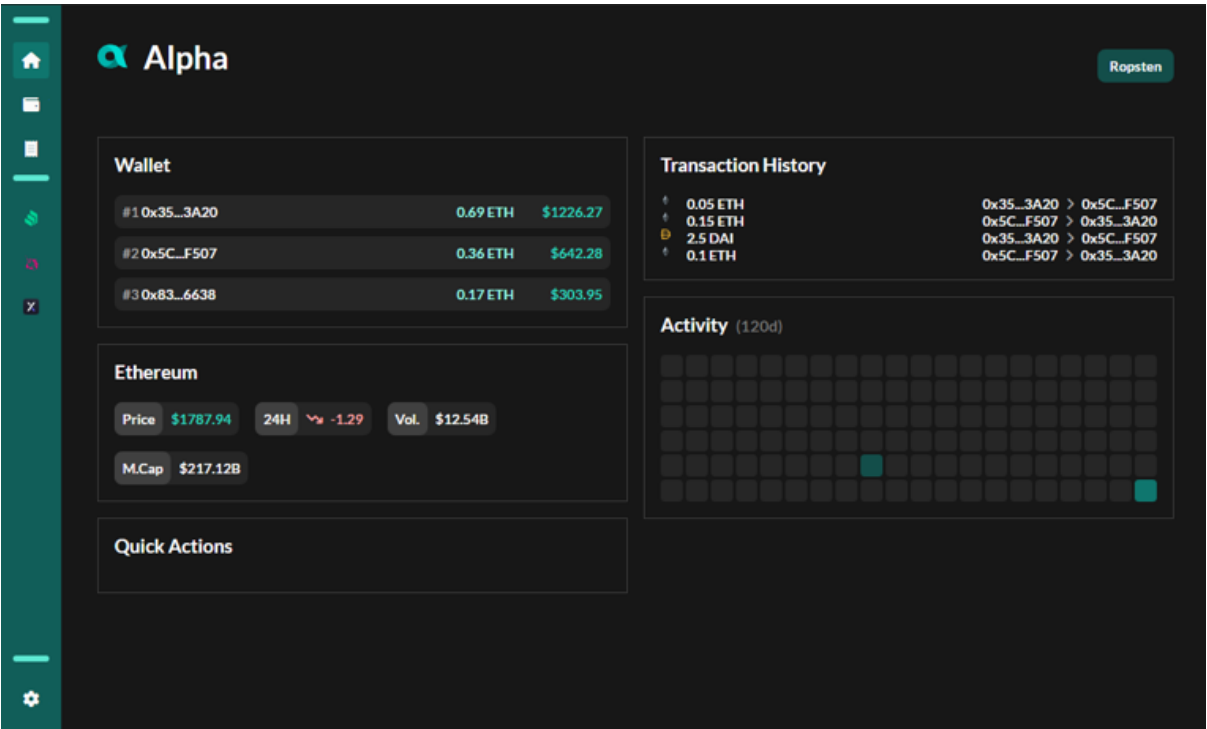 Alpha
Ropsten
Wallet
#1 0x35...3A20 0.69 ETH $1226.27
#2 0x5C...F507 0.36 ETH $642.28
#3 0x83...6638 0.17 ETH $303.95
Ethereum
Price $1787.94 24H -1.29 Vol. $12.54B
M.Cap $217.12B
Quick Actions
Transaction History
0.05 ETH 0x35...3A20 > 0x5C...F507
0.15 ETH 0x5C...F507 > 0x35...3A20
2.5 DAI 0x35...3A20 > 0x5C...F507
0.1 ETH 0x5C...F507 > 0x35...3A20
Activity (120d)